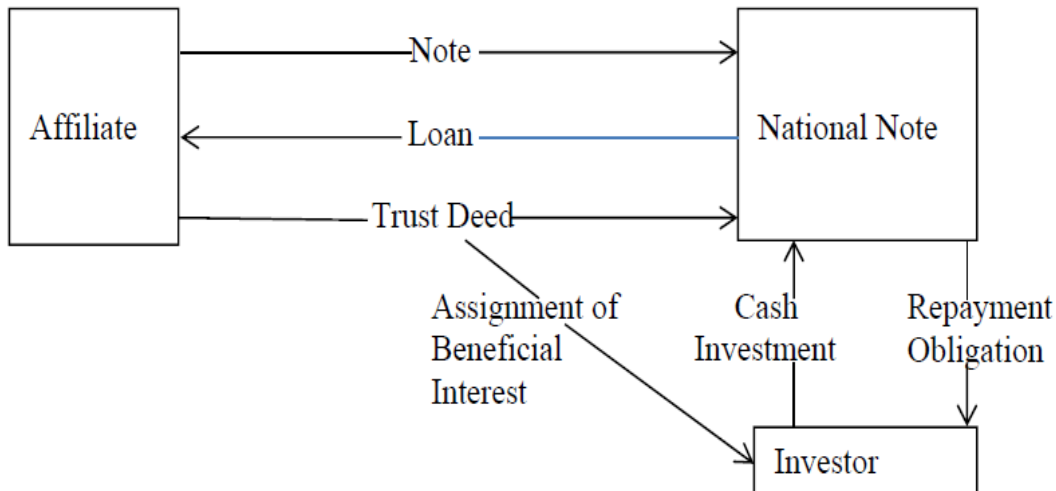 Note
Affiliate
Loan
National Note
Trust Deed
Assignment of
Beneficial
Interest
Cash
Investment
Repayment
Obligation
Investor